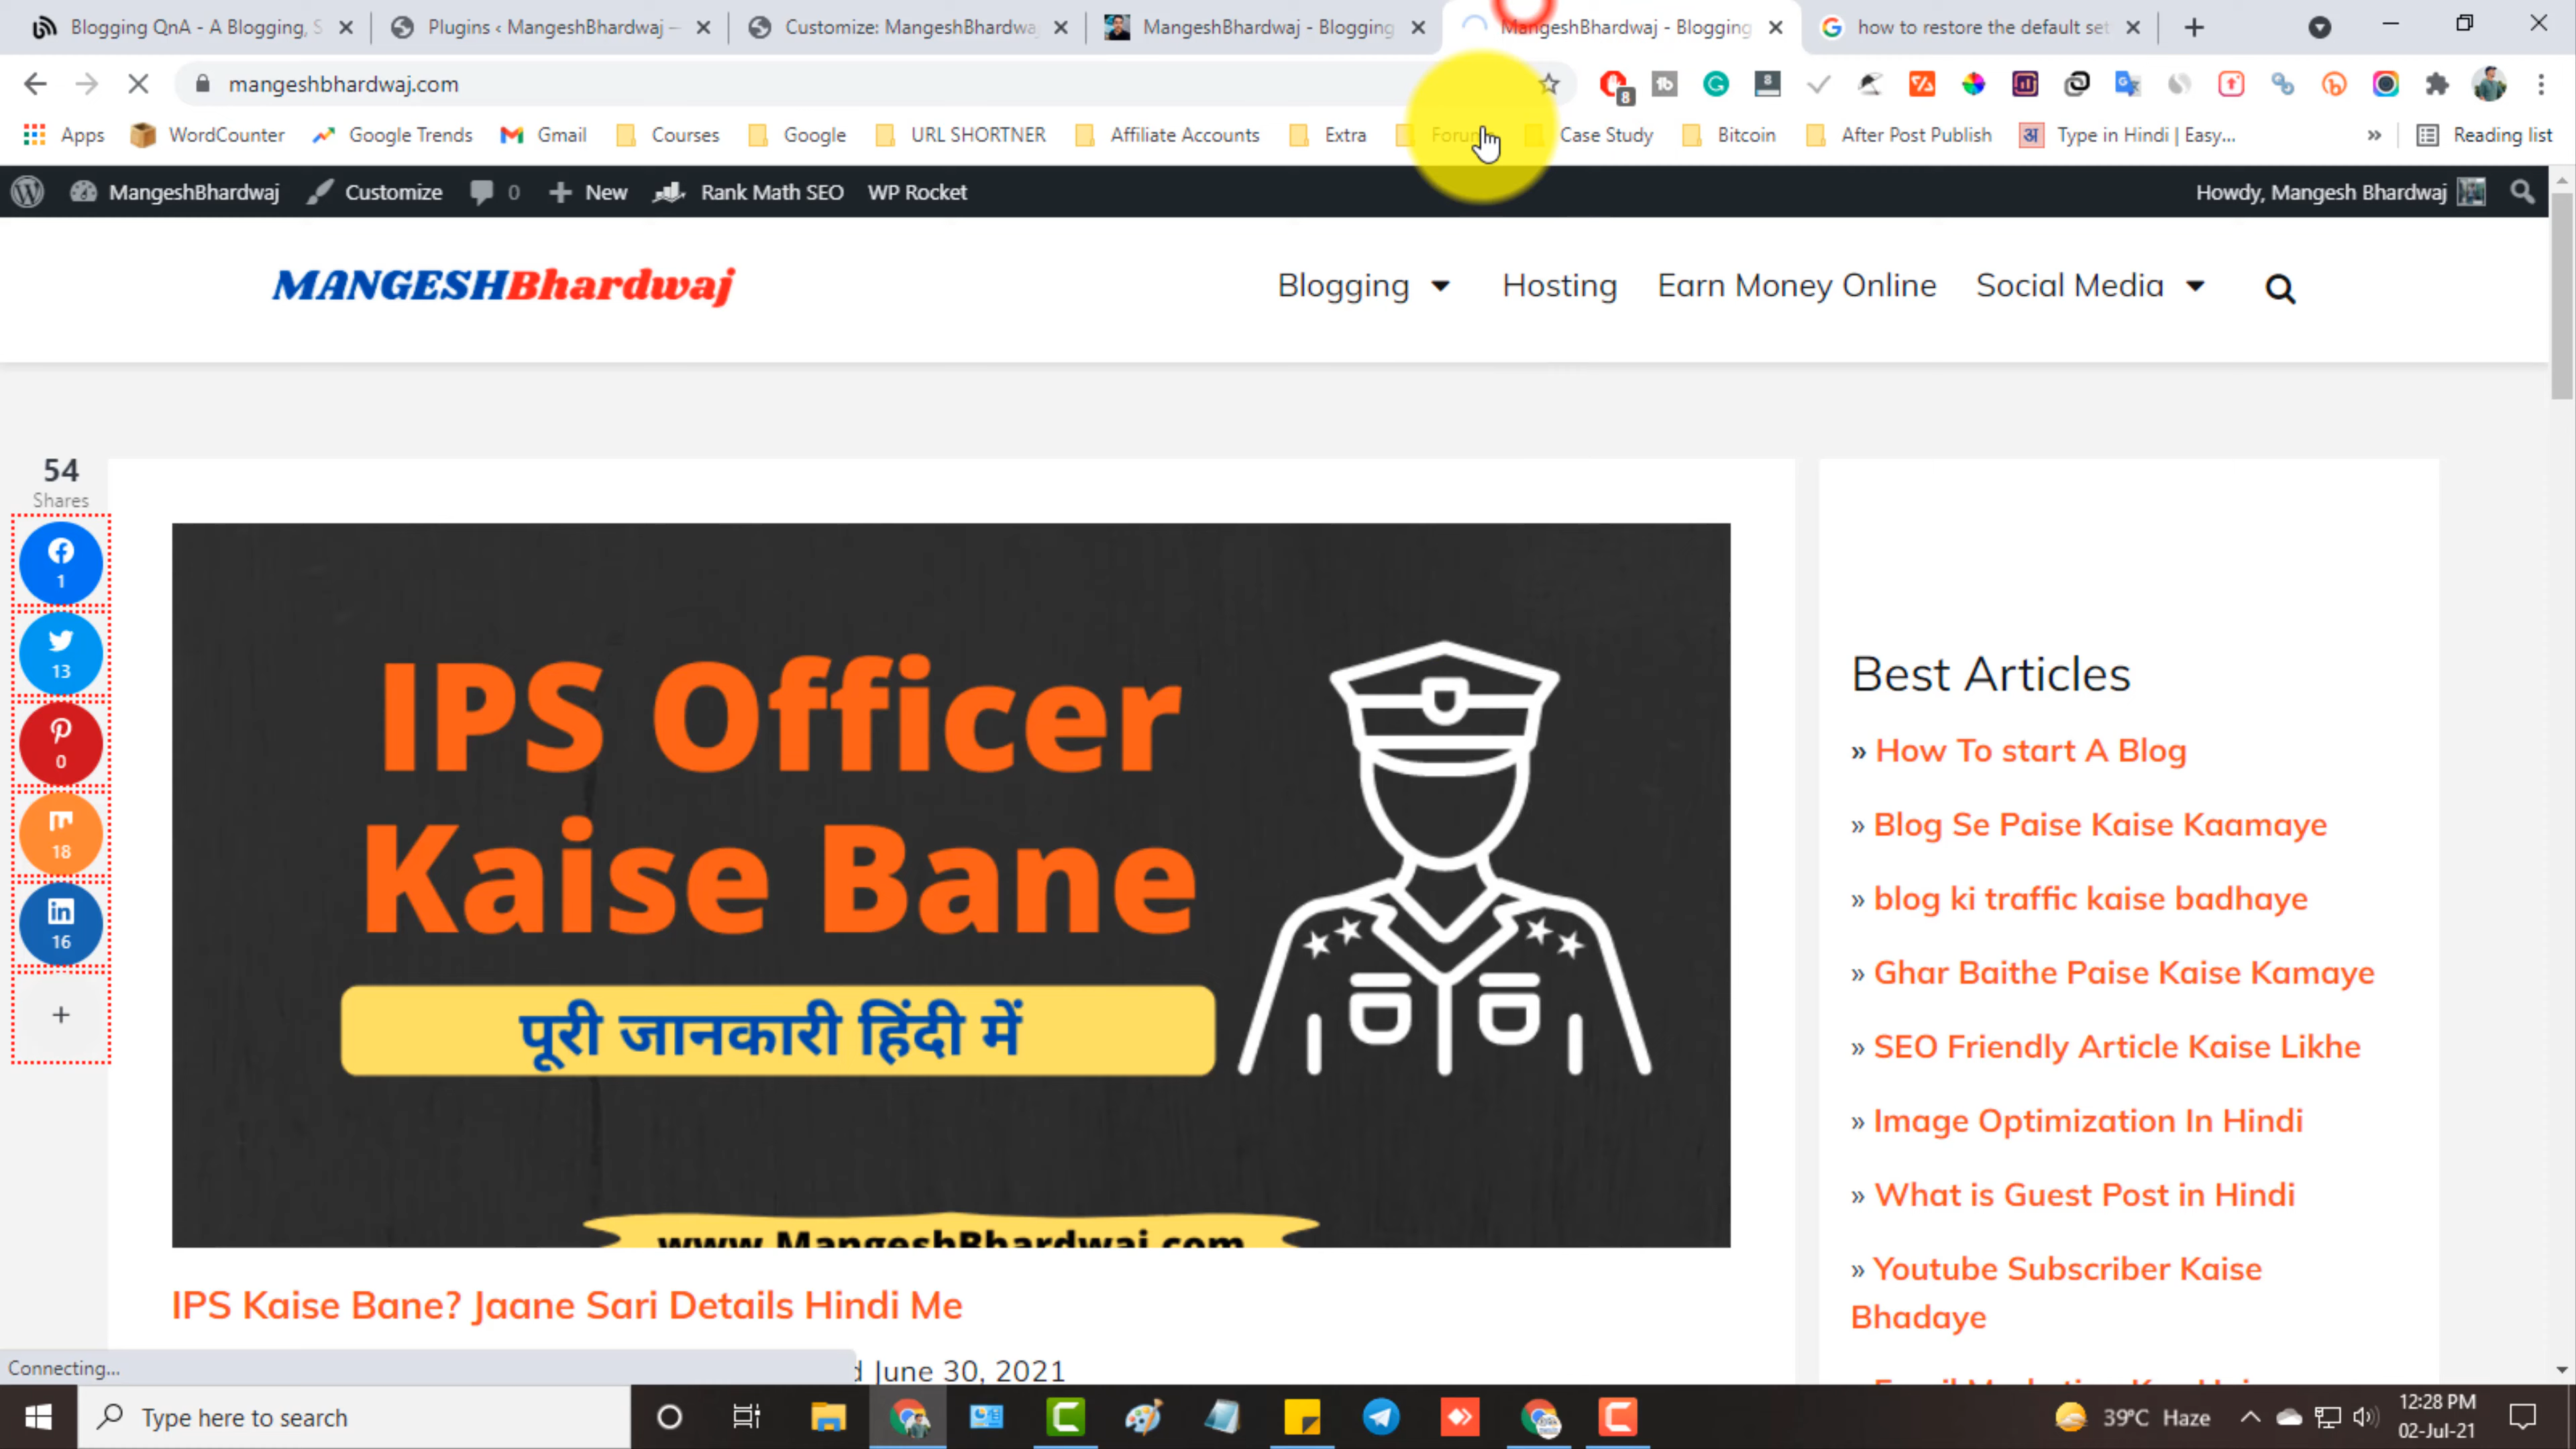 Blogging QnA - A Blogging, S
Plugins ‹ MangeshBhardwaj —
Customize: MangeshBhardwaj
MangeshBhardwaj - Blogging
MangeshBhardwaj - Blogging
how to restore the default set
mangeshbhardwaj.com
8
Apps
WordCounter
Google Trends
Gmail
Courses
Google
URL SHORTNER
Affiliate Accounts
Extra
Forums
Case Study
Bitcoin
After Post Publish
Type in Hindi | Easy...
»
Reading list
MangeshBhardwaj
Customize
0
New
Rank Math SEO
WP Rocket
Howdy, Mangesh Bhardwaj
MANGESHBhardwaj
Blogging
Hosting
Earn Money Online
Social Media
54
Shares
1
13
0
18
16
+
IPS Officer
Kaise Bane
पूरी जानकारी हिंदी में
www.MangeshBhardwaj.com
IPS Kaise Bane? Jaane Sari Details Hindi Me
June 30, 2021
Best Articles
» How To start A Blog
» Blog Se Paise Kaise Kaamaye
» blog ki traffic kaise badhaye
» Ghar Baithe Paise Kaise Kamaye
» SEO Friendly Article Kaise Likhe
» Image Optimization In Hindi
» What is Guest Post in Hindi
» Youtube Subscriber Kaise
Bhadaye
Connecting...
Type here to search
39°C Haze
12:28 PM
02-Jul-21